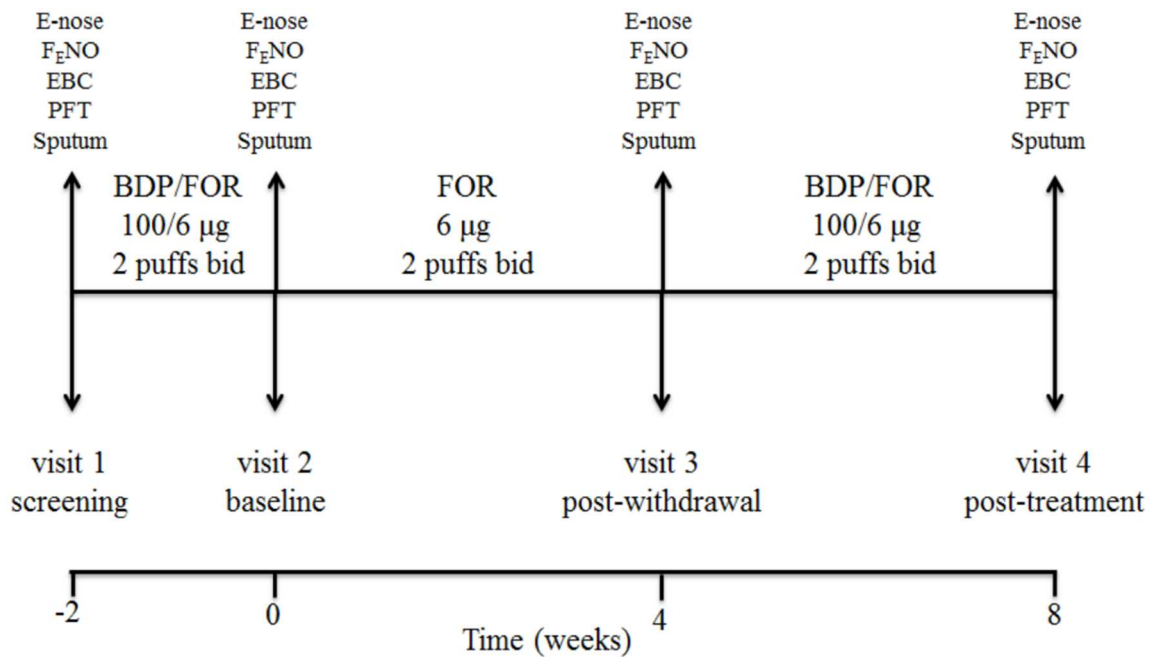 E-nose
FENO
EBC
PFT
Sputum
E-nose
FENO
EBC
PFT
Sputum
E-nose
FENO
EBC
PFT
Sputum
E-nose
FENO
EBC
PFT
Sputum
BDP/FOR
100/6 µg
2 puffs bid
FOR
6 µg
2 puffs bid
BDP/FOR
100/6 µg
2 puffs bid
visit 1
screening
visit 2
baseline
visit 3
post-withdrawal
visit 4
post-treatment
-2
0
4
8
Time (weeks)